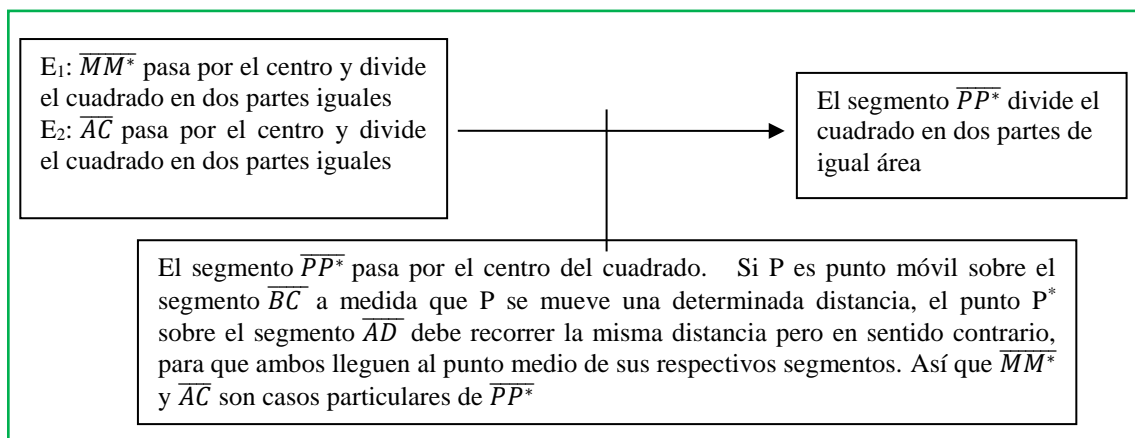 E₁: MM* pasa por el centro y divide
el cuadrado en dos partes iguales
E₂: AC pasa por el centro y divide
el cuadrado en dos partes iguales
El segmento PP* divide el
cuadrado en dos partes de
igual área
El segmento PP* pasa por el centro del cuadrado. Si P es punto móvil sobre el
segmento BC a medida que P se mueve una determinada distancia, el punto P*
sobre el segmento AD debe recorrer la misma distancia pero en sentido contrario,
para que ambos lleguen al punto medio de sus respectivos segmentos. Así que MM*
y AC son casos particulares de PP*